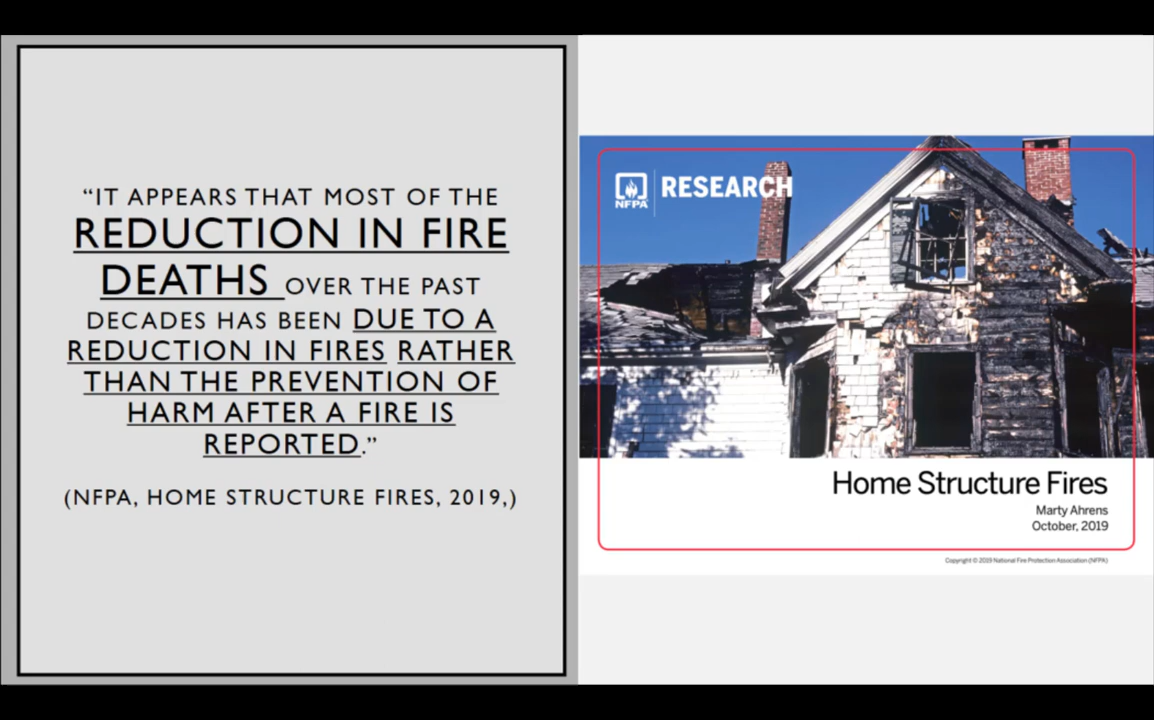 “IT APPEARS THAT MOST OF THE
REDUCTION IN FIRE
DEATHS OVER THE PAST
DECADES HAS BEEN DUE TO A
REDUCTION IN FIRES RATHER
THAN THE PREVENTION OF
HARM AFTER A FIRE IS
REPORTED.”
(NFPA, HOME STRUCTURE FIRES, 2019,)
NFPA RESEARCH
Home Structure Fires
Marty Ahrens
October, 2019
Copyright © 2019 National Fire Protection Association (NFPA)